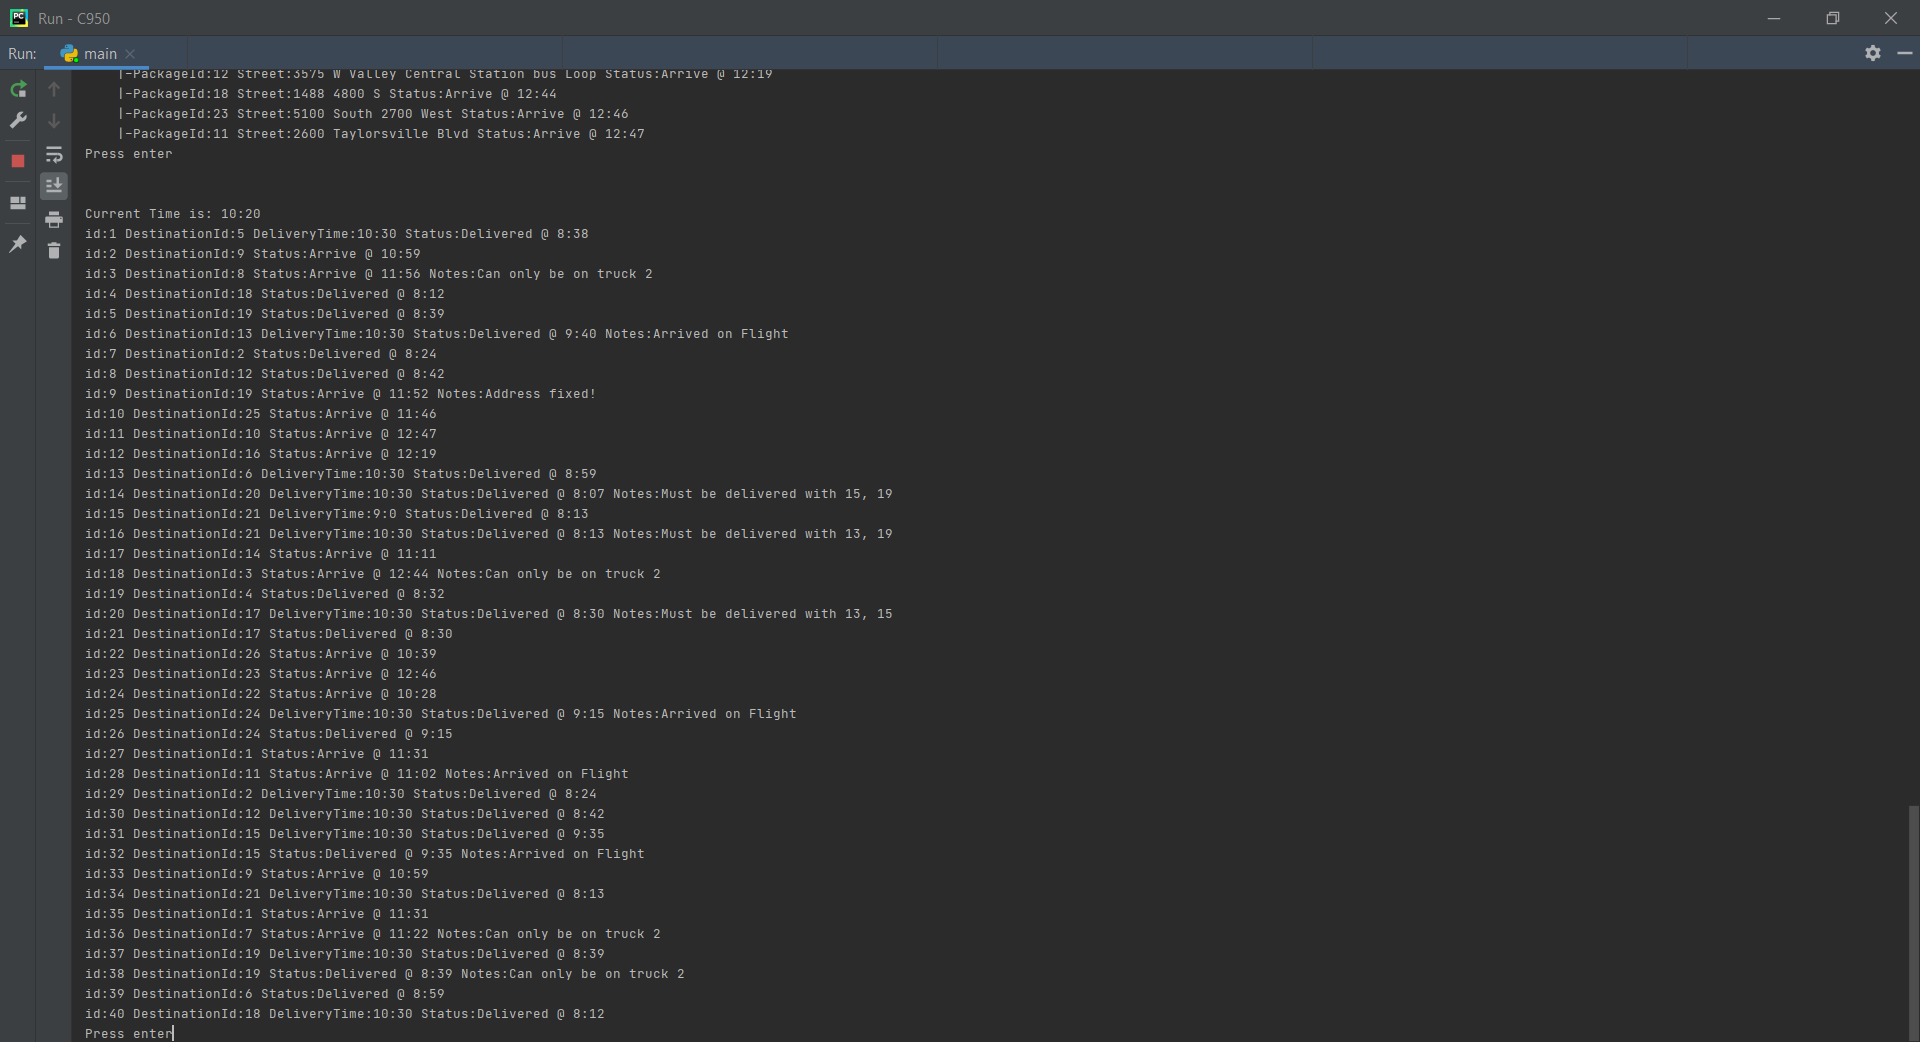 Run - C950
Run: main
|-PackageId:12 Street:3575 W Valley Central Station bus Loop Status:Arrive @ 12:19
|-PackageId:18 Street:1488 4800 S Status:Arrive @ 12:44
|-PackageId:23 Street:5100 South 2700 West Status:Arrive @ 12:46
|-PackageId:11 Street:2600 Taylorsville Blvd Status:Arrive @ 12:47
Press enter
Current Time is: 10:20
id:1 DestinationId:5 DeliveryTime:10:30 Status:Delivered @ 8:38
id:2 DestinationId:9 Status:Arrive @ 10:59
id:3 DestinationId:8 Status:Arrive @ 11:56 Notes:Can only be on truck 2
id:4 DestinationId:18 Status:Delivered @ 8:12
id:5 DestinationId:19 Status:Delivered @ 8:39
id:6 DestinationId:13 DeliveryTime:10:30 Status:Delivered @ 9:40 Notes:Arrived on Flight
id:7 DestinationId:2 Status:Delivered @ 8:24
id:8 DestinationId:12 Status:Delivered @ 8:42
id:9 DestinationId:19 Status:Arrive @ 11:52 Notes:Address fixed!
id:10 DestinationId:25 Status:Arrive @ 11:46
id:11 DestinationId:10 Status:Arrive @ 12:47
id:12 DestinationId:16 Status:Arrive @ 12:19
id:13 DestinationId:6 DeliveryTime:10:30 Status:Delivered @ 8:59
id:14 DestinationId:20 DeliveryTime:10:30 Status:Delivered @ 8:07 Notes:Must be delivered with 15, 19
id:15 DestinationId:21 DeliveryTime:9:0 Status:Delivered @ 8:13
id:16 DestinationId:21 DeliveryTime:10:30 Status:Delivered @ 8:13 Notes:Must be delivered with 13, 19
id:17 DestinationId:14 Status:Arrive @ 11:11
id:18 DestinationId:3 Status:Arrive @ 12:44 Notes:Can only be on truck 2
id:19 DestinationId:4 Status:Delivered @ 8:32
id:20 DestinationId:17 DeliveryTime:10:30 Status:Delivered @ 8:30 Notes:Must be delivered with 13, 15
id:21 DestinationId:17 Status:Delivered @ 8:30
id:22 DestinationId:26 Status:Arrive @ 10:39
id:23 DestinationId:23 Status:Arrive @ 12:46
id:24 DestinationId:22 Status:Arrive @ 10:28
id:25 DestinationId:24 DeliveryTime:10:30 Status:Delivered @ 9:15 Notes:Arrived on Flight
id:26 DestinationId:24 Status:Delivered @ 9:15
id:27 DestinationId:1 Status:Arrive @ 11:31
id:28 DestinationId:11 Status:Arrive @ 11:02 Notes:Arrived on Flight
id:29 DestinationId:2 DeliveryTime:10:30 Status:Delivered @ 8:24
id:30 DestinationId:12 DeliveryTime:10:30 Status:Delivered @ 8:42
id:31 DestinationId:15 DeliveryTime:10:30 Status:Delivered @ 9:35
id:32 DestinationId:15 Status:Delivered @ 9:35 Notes:Arrived on Flight
id:33 DestinationId:9 Status:Arrive @ 10:59
id:34 DestinationId:21 DeliveryTime:10:30 Status:Delivered @ 8:13
id:35 DestinationId:1 Status:Arrive @ 11:31
id:36 DestinationId:7 Status:Arrive @ 11:22 Notes:Can only be on truck 2
id:37 DestinationId:19 DeliveryTime:10:30 Status:Delivered @ 8:39
id:38 DestinationId:19 Status:Delivered @ 8:39 Notes:Can only be on truck 2
id:39 DestinationId:6 Status:Delivered @ 8:59
id:40 DestinationId:18 DeliveryTime:10:30 Status:Delivered @ 8:12
Press enter